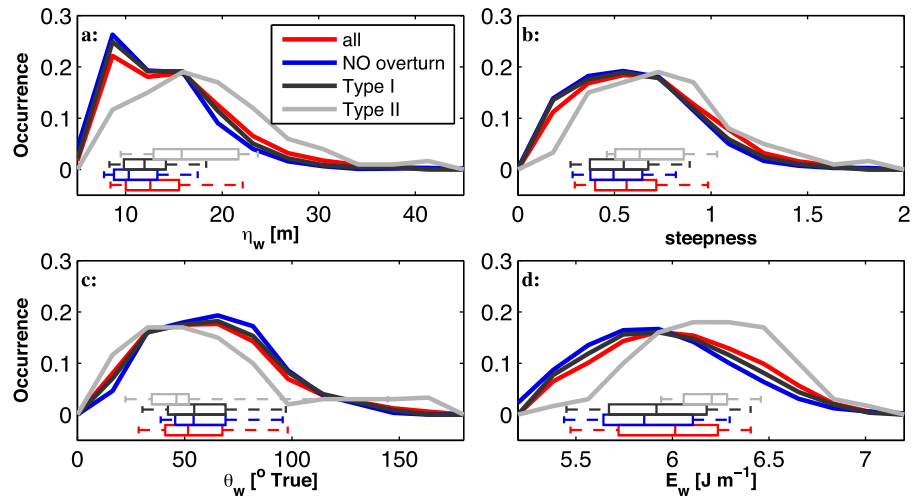 a:
0.3
0.2
0.1
0
Occurrence
10
20
30
40
η_w [m]
all
NO overturn
Type I
Type II
b:
0.3
0.2
0.1
0
0
0.5
1
1.5
2
steepness
c:
0.3
0.2
0.1
0
Occurrence
0
50
100
150
θ_w [° True]
d:
0.3
0.2
0.1
0
5.5
6
6.5
7
E_w [J m⁻¹]